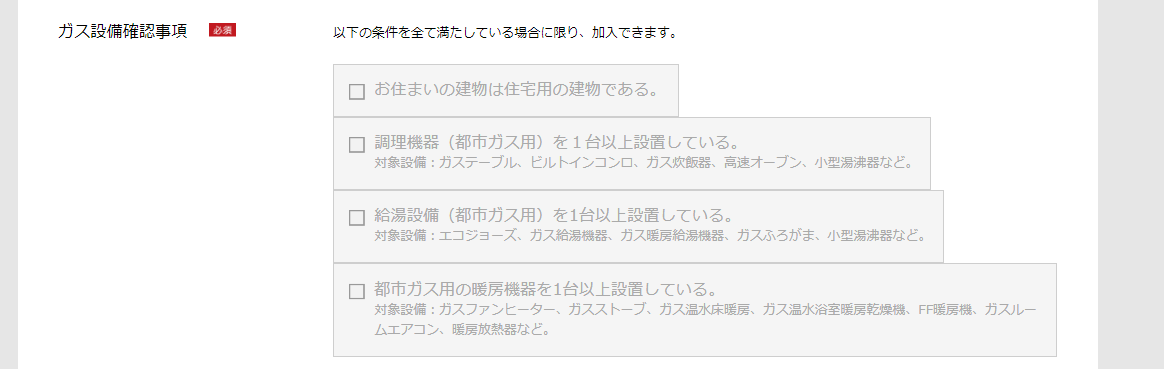 ガス設備確認事項 必須 以下の条件を全て満たしている場合に限り、加入できます。
お住まいの建物は住宅用の建物である。
調理機器（都市ガス用）を１台以上設置している。
対象設備：ガステーブル、ビルトインコンロ、ガス炊飯器、高速オーブン、小型湯沸器など。
給湯設備（都市ガス用）を1台以上設置している。
対象設備：エコジョーズ、ガス給湯機器、ガス暖房給湯機器、ガスふろがま、小型湯沸器など。
都市ガス用の暖房機器を1台以上設置している。
対象設備：ガスファンヒーター、ガスストーブ、ガス温水床暖房、ガス温水浴室暖房乾燥機、FF暖房機、ガスルー
ムエアコン、暖房放熱器など。